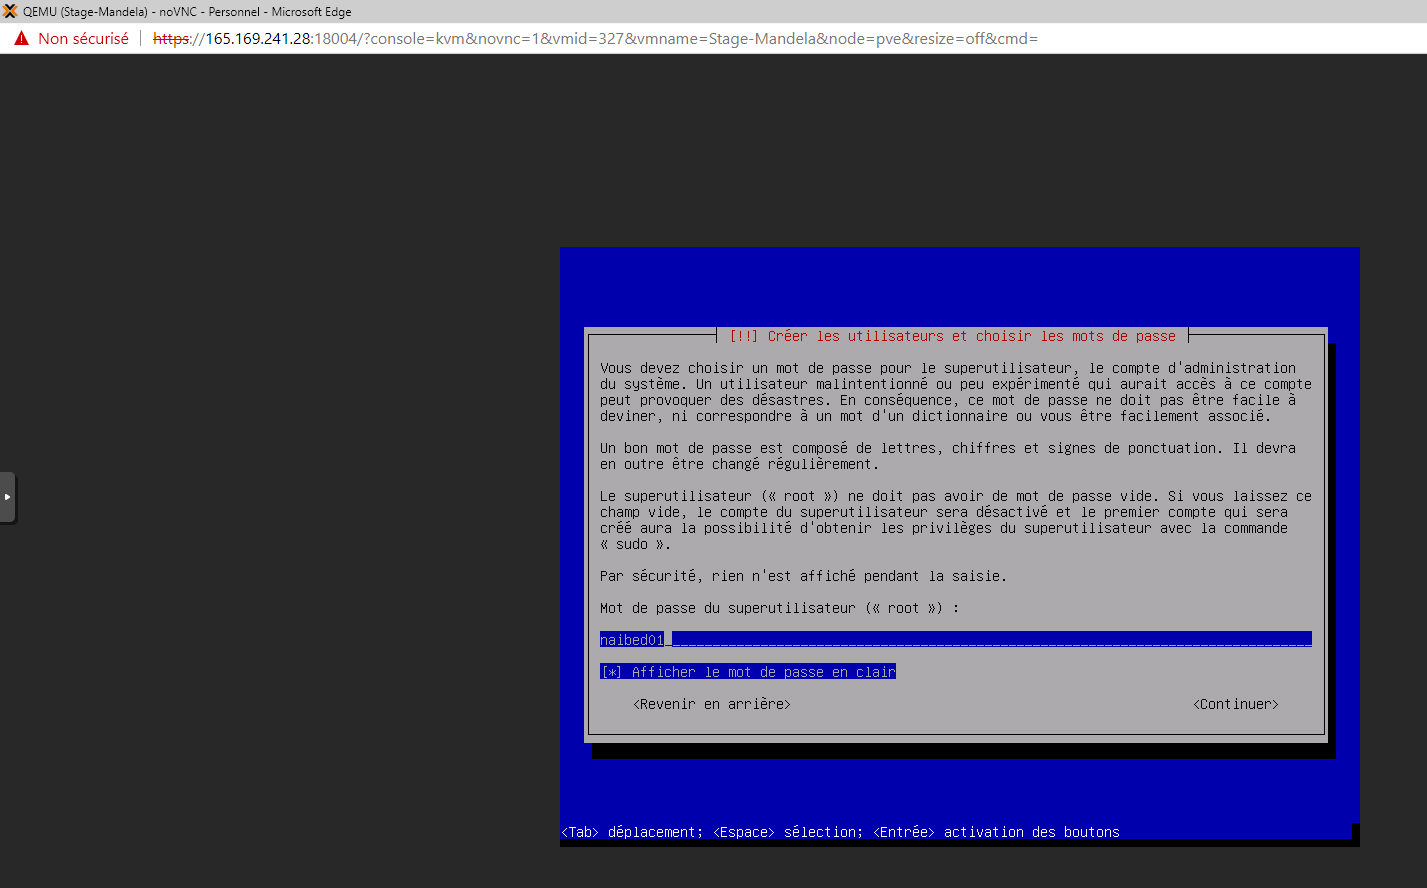 QEMU (Stage-Mandela) - noVNC - Personnel - Microsoft Edge
Non sécurisé | https://165.169.241.28:18004/?console=kvm&novnc=1&vmid=327&vmname=Stage-Mandela&node=pve&resize=off&cmd=
[!!] Créer les utilisateurs et choisir les mots de passe
Vous devez choisir un mot de passe pour le superutilisateur, le compte d'administration
du système. Un utilisateur malintentionné ou peu expérimenté qui aurait accès à ce compte
peut provoquer des désastres. En conséquence, ce mot de passe ne doit pas être facile à
deviner, ni correspondre à un mot d'un dictionnaire ou vous être facilement associé.
Un bon mot de passe est composé de lettres, chiffres et signes de ponctuation. Il devra
en outre être changé régulièrement.
Le superutilisateur (« root ») ne doit pas avoir de mot de passe vide. Si vous laissez ce
champ vide, le compte du superutilisateur sera désactivé et le premier compte qui sera
créé aura la possibilité d'obtenir les privilèges du superutilisateur avec la commande
« sudo ».
Par sécurité, rien n'est affiché pendant la saisie.
Mot de passe du superutilisateur (« root ») :
naibed01
[*] Afficher le mot de passe en clair
<Revenir en arrière> <Continuer>
<Tab> déplacement; <Espace> sélection; <Entrée> activation des boutons